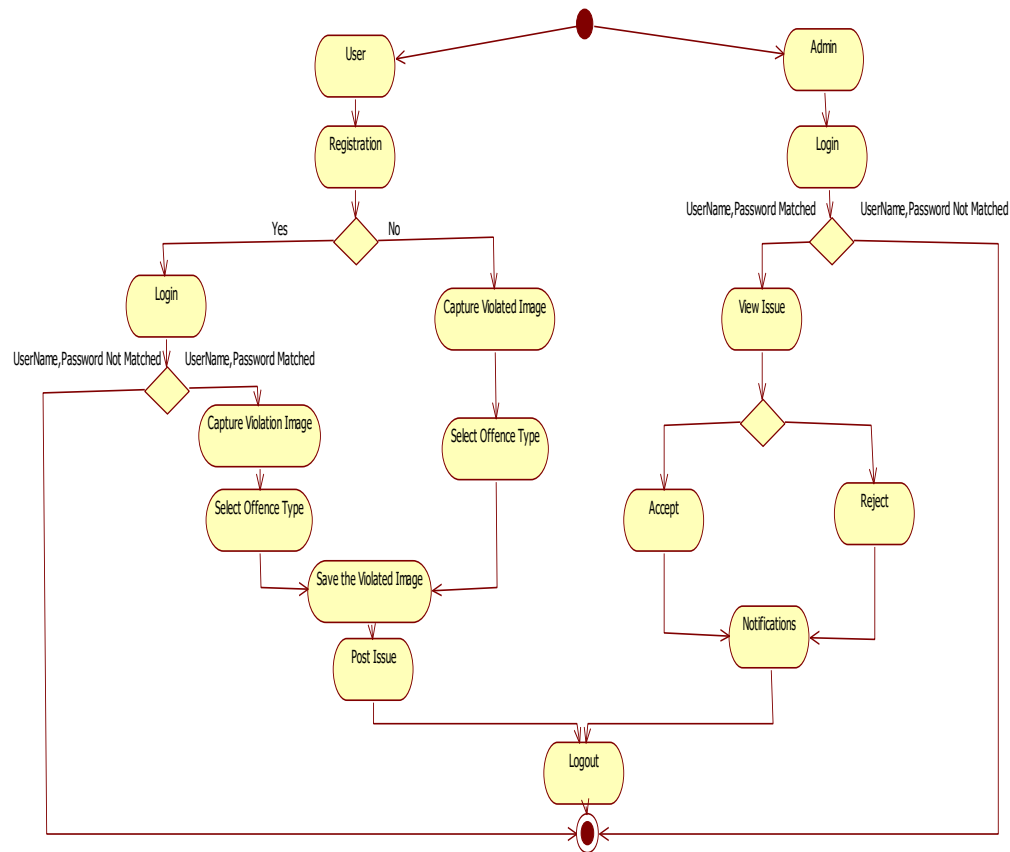 User
Admin
Registration
Login
UserName,Password Matched
UserName,Password Not Matched
Yes
No
Login
Capture Violated Image
View Issue
UserName,Password Not Matched
UserName,Password Matched
Capture Violation Image
Select Offence Type
Select Offence Type
Accept
Reject
Save the Violated Image
Notifications
Post Issue
Logout